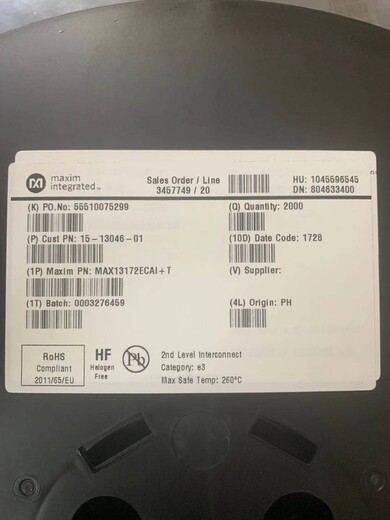 maxim integrated™
Sales Order / Line
3457749 / 20
HU: 1045596545
DN: 804633400
(K) PO.No: 55510075299
(Q) Quantity: 2000
(P) Cust PN: 15-13046-01
(10D) Date Code: 1728
(1P) Maxim PN: MAX13172ECAI+T
(V) Supplier:
(1T) Batch: 0003276459
(4L) Origin: PH
RoHS
Compliant
2011/65/EU
HF
Halogen
Free
Pb
2nd Level Interconnect
Category: e3
Max Safe Temp: 260°C